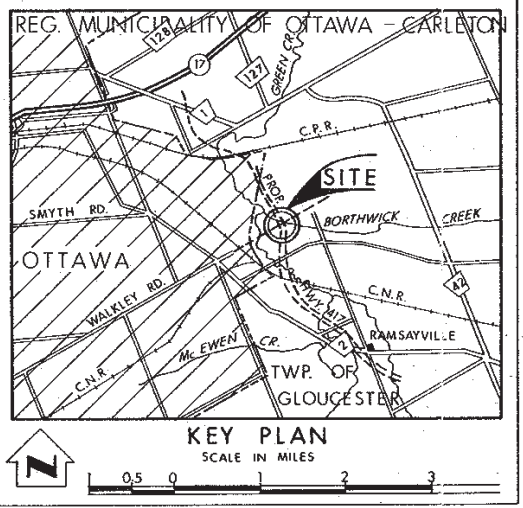 REG. MUNICIPALITY OF OTTAWA - CARLETON
128
17
127
GREEN CR.
1
C.P.R.
PROP.
SITE
SMYTH RD.
BORTHWICK CREEK
OTTAWA
42
WALKLEY RD.
C.N.R.
HWY 417
RAMSAYVILLE
McEWEN CR.
C.N.R.
TWP. OF
GLOUCESTER
KEY PLAN
SCALE IN MILES
N
1 0.5 0 1 2 3